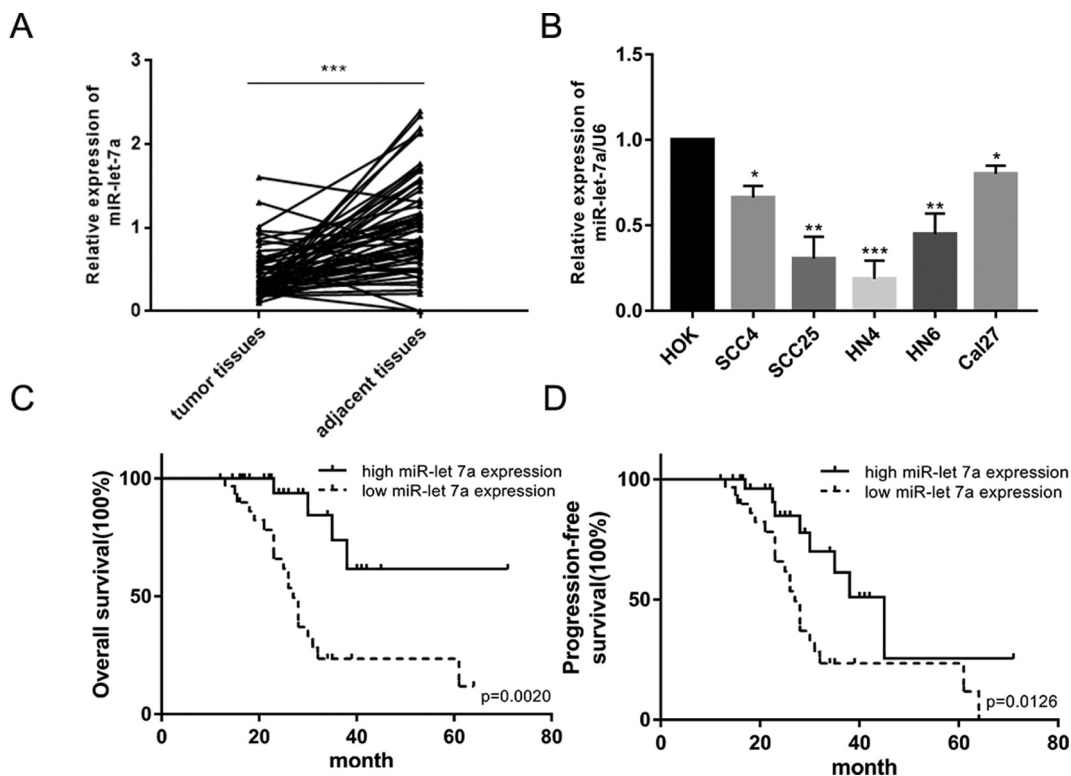 A
Relative expression of
miR-let-7a
3
2
1
0
***
tumor tissues
adjacent tissues
B
Relative expression of
miR-let-7a/U6
1.5
1.0
0.5
0.0
*
**
***
**
*
HOK
SCC4
SCC25
HN4
HN6
Cal27
C
Overall survival(100%)
100
50
0
high miR-let 7a expression
low miR-let 7a expression
p=0.0020
0
20
40
60
80
month
D
Progression-free
survival(100%)
100
50
0
high miR-let 7a expression
low miR-let 7a expression
p=0.0126
0
20
40
60
80
month